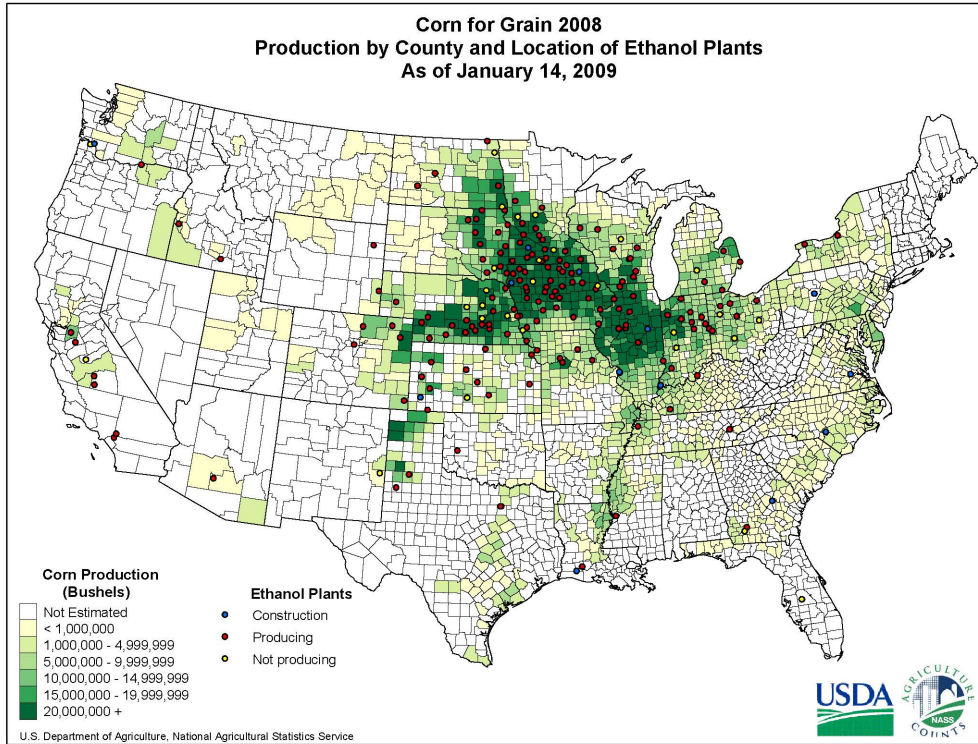 Corn for Grain 2008
Production by County and Location of Ethanol Plants
As of January 14, 2009
Corn Production
(Bushels)
Not Estimated
< 1,000,000
1,000,000 - 4,999,999
5,000,000 - 9,999,999
10,000,000 - 14,999,999
15,000,000 - 19,999,999
20,000,000 +
Ethanol Plants
Construction
Producing
Not producing
USDA
AGRICULTURE
NASS
COUNTS
U.S. Department of Agriculture, National Agricultural Statistics Service